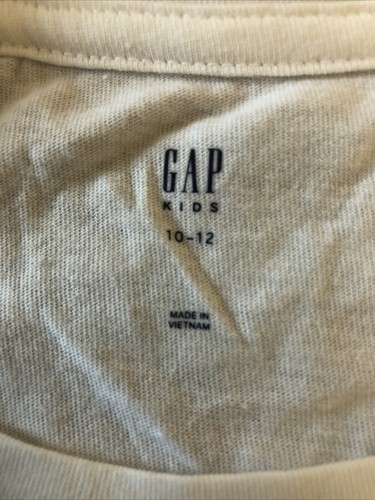 GAP
KIDS
10-12
MADE IN
VIETNAM